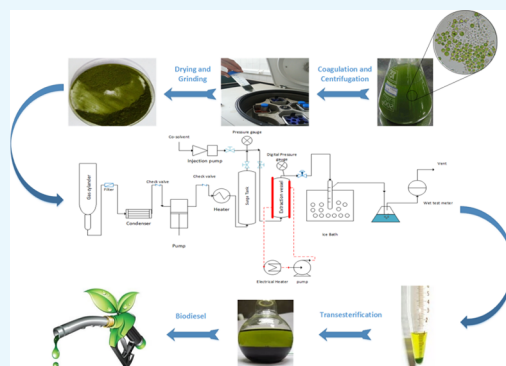 Drying and
Grinding
Coagulation and
Centrifugation
Co-solvent
Pressure gauge
Injection pump
Digital Pressure
gauge
Gas cylinder
Filter
Check valve
Check valve
Condenser
Pump
Heater
Surge Tank
Extraction vessel
Vent
Wet test meter
Ice Bath
Electrical Heater
pump
Biodiesel
Transesterification